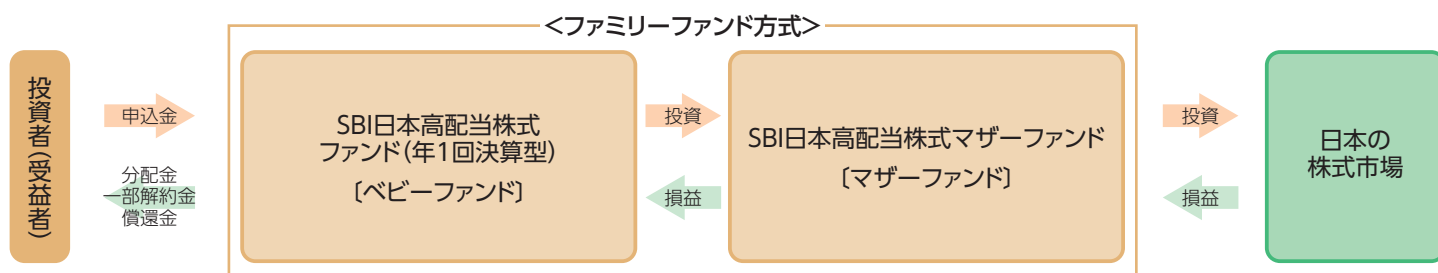 ＜ファミリーファンド方式＞
投資者(受益者)
申込金
分配金
一部解約金
償還金
SBI日本高配当株式
ファンド(年1回決算型)
〔ベビーファンド〕
投資
損益
SBI日本高配当株式マザーファンド
〔マザーファンド〕
投資
損益
日本の
株式市場